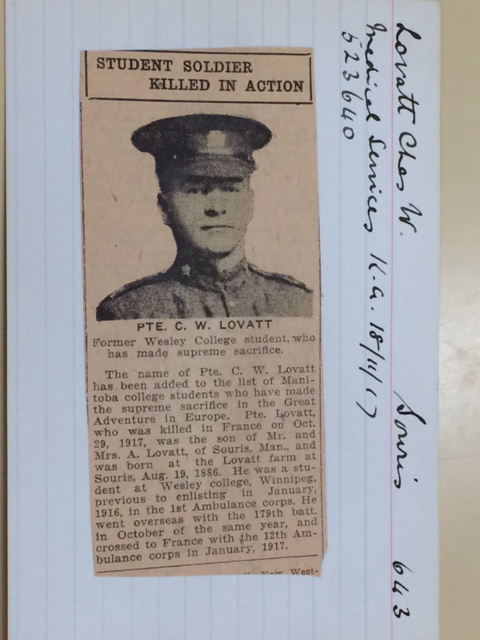 Lovatt Chas W. Souris 643
Medical Services K.A. 18/11/17
523640
STUDENT SOLDIER
KILLED IN ACTION
PTE. C. W. LOVATT
Former Wesley College student, who
has made supreme sacrifice.
The name of Pte. C. W. Lovatt
has been added to the list of Mani-
toba college students who have made
the supreme sacrifice in the Great
Adventure in Europe. Pte. Lovatt,
who was killed in France on Oct.
29, 1917, was the son of Mr. and
Mrs. A. Lovatt, of Souris, Man., and
was born at the Lovatt farm at
Souris, Aug. 19, 1886. He was a stu-
dent at Wesley college, Winnipeg,
previous to enlisting in January,
1916, in the 1st Ambulance corps. He
went overseas with the 179th batt.
in October of the same year, and
crossed to France with the 12th Am-
bulance corps in January, 1917.
West-